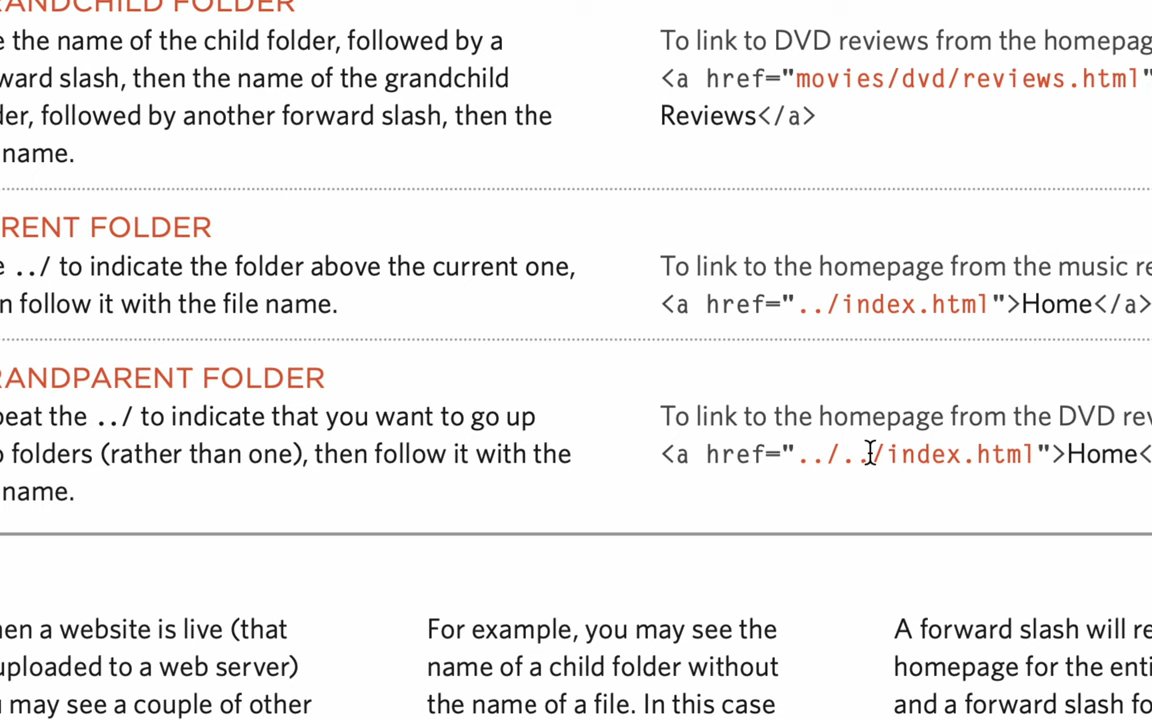 ANDCHILD FOLDER
e the name of the child folder, followed by a
ward slash, then the name of the grandchild
der, followed by another forward slash, then the
name.
To link to DVD reviews from the homepag
<a href="movies/dvd/reviews.html"
Reviews</a>
RENT FOLDER
e ../ to indicate the folder above the current one,
n follow it with the file name.
To link to the homepage from the music re
<a href="../index.html">Home</a>
RANDPARENT FOLDER
peat the ../ to indicate that you want to go up
o folders (rather than one), then follow it with the
name.
To link to the homepage from the DVD rev
<a href="../../index.html">Home<
hen a website is live (that
uploaded to a web server)
u may see a couple of other
For example, you may see the
name of a child folder without
the name of a file. In this case
A forward slash will re
homepage for the enti
and a forward slash fo